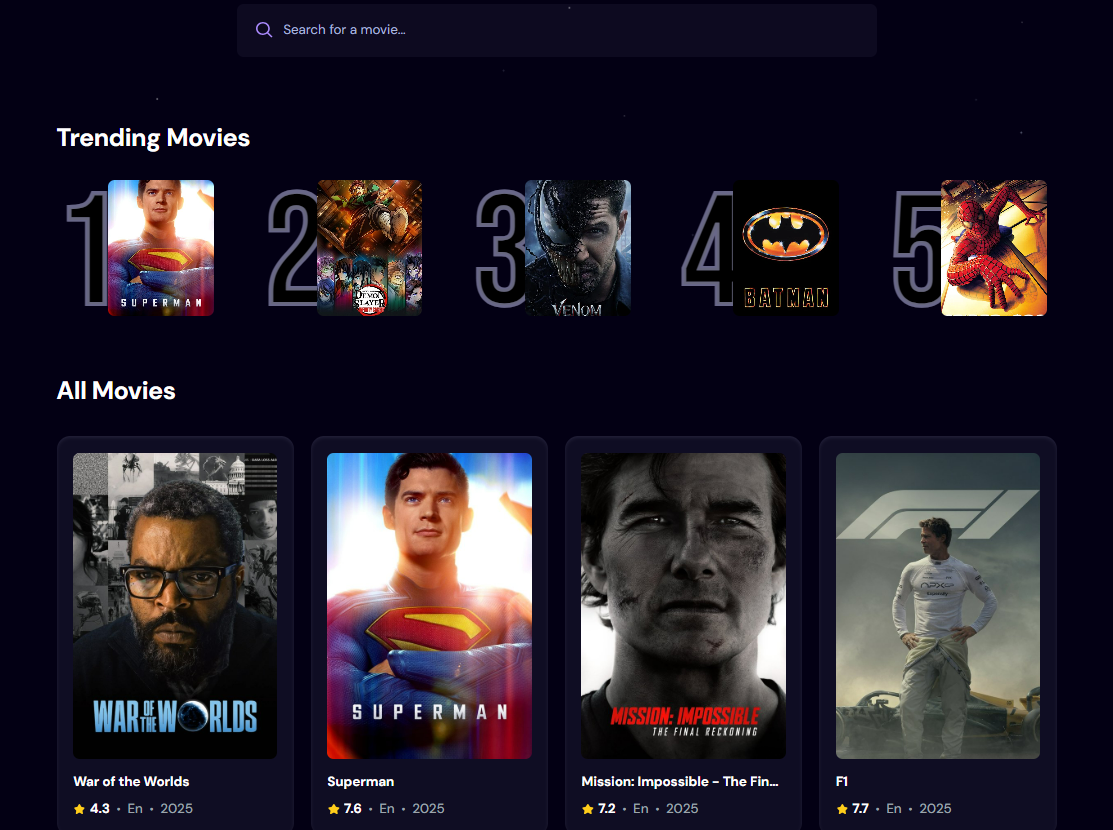 Search for a movie...
Trending Movies
1
SUPERMAN
2
DEMON
SLAYER
3
VENOM
4
BATMAN
5
All Movies
WAR OF THE WORLDS
War of the Worlds
4.3 • En • 2025
SUPERMAN
Superman
7.6 • En • 2025
MISSION: IMPOSSIBLE
THE FINAL RECKONING
Mission: Impossible - The Fin...
7.2 • En • 2025
F1
7.7 • En • 2025